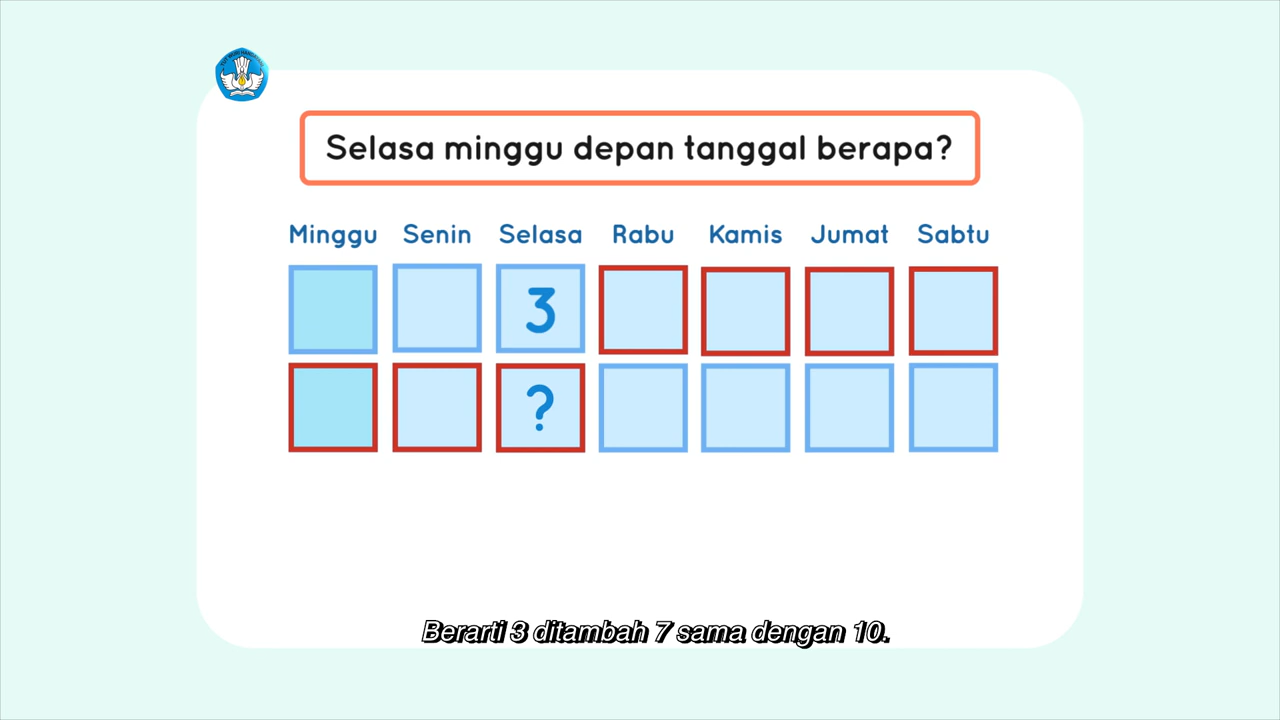 Selasa minggu depan tanggal berapa?
Minggu Senin Selasa Rabu Kamis Jumat Sabtu
3
?
Berarti 3 ditambah 7 sama dengan 10.